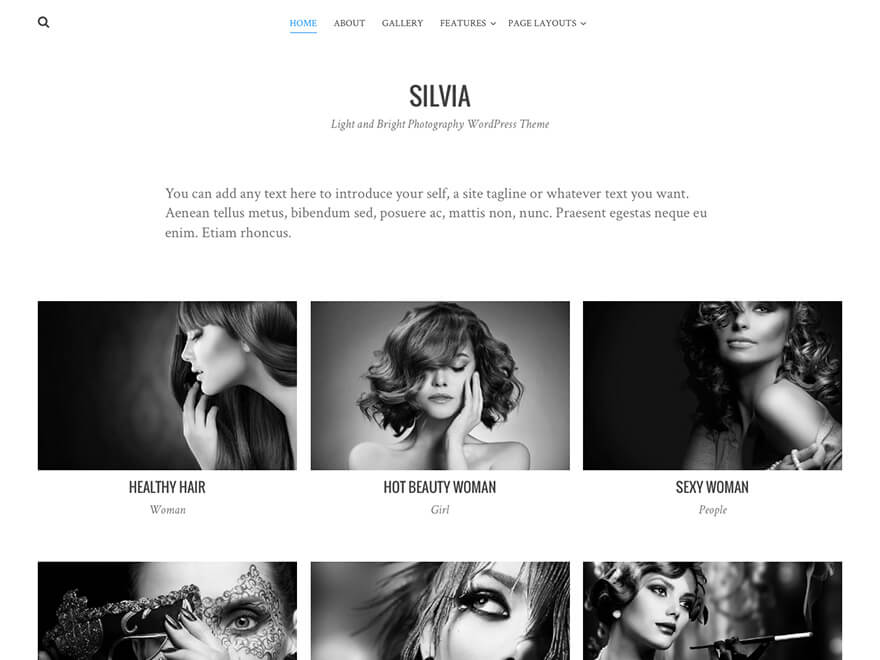 HOME ABOUT GALLERY FEATURES PAGE LAYOUTS
SILVIA
Light and Bright Photography WordPress Theme
You can add any text here to introduce your self, a site tagline or whatever text you want.
Aenean tellus metus, bibendum sed, posuere ac, mattis non, nunc. Praesent egestas neque eu
enim. Etiam rhoncus.
HEALTHY HAIR HOT BEAUTY WOMAN SEXY WOMAN
Woman Girl People